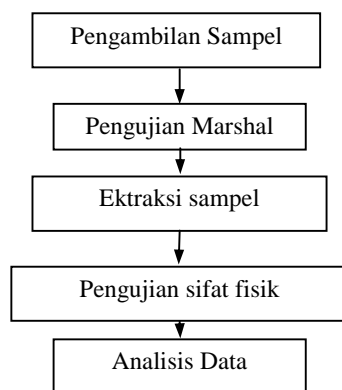 Pengambilan Sampel
Pengujian Marshal
Ektraksi sampel
Pengujian sifat fisik
Analisis Data